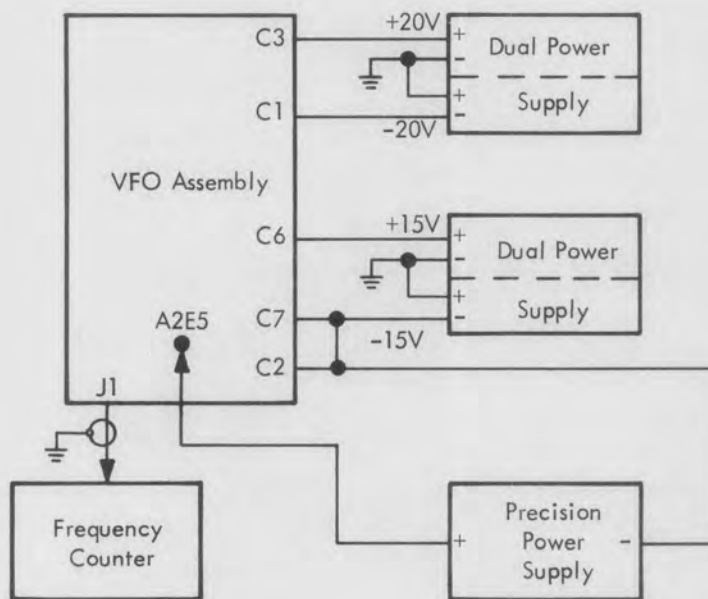 C3
+20V
+
-
Dual Power
+
-
Supply
C1
-20V
VFO Assembly
C6
+15V
+
-
Dual Power
+
-
Supply
C7
-15V
A2E5
C2
J1
Frequency
Counter
+
Precision
Power
Supply
-